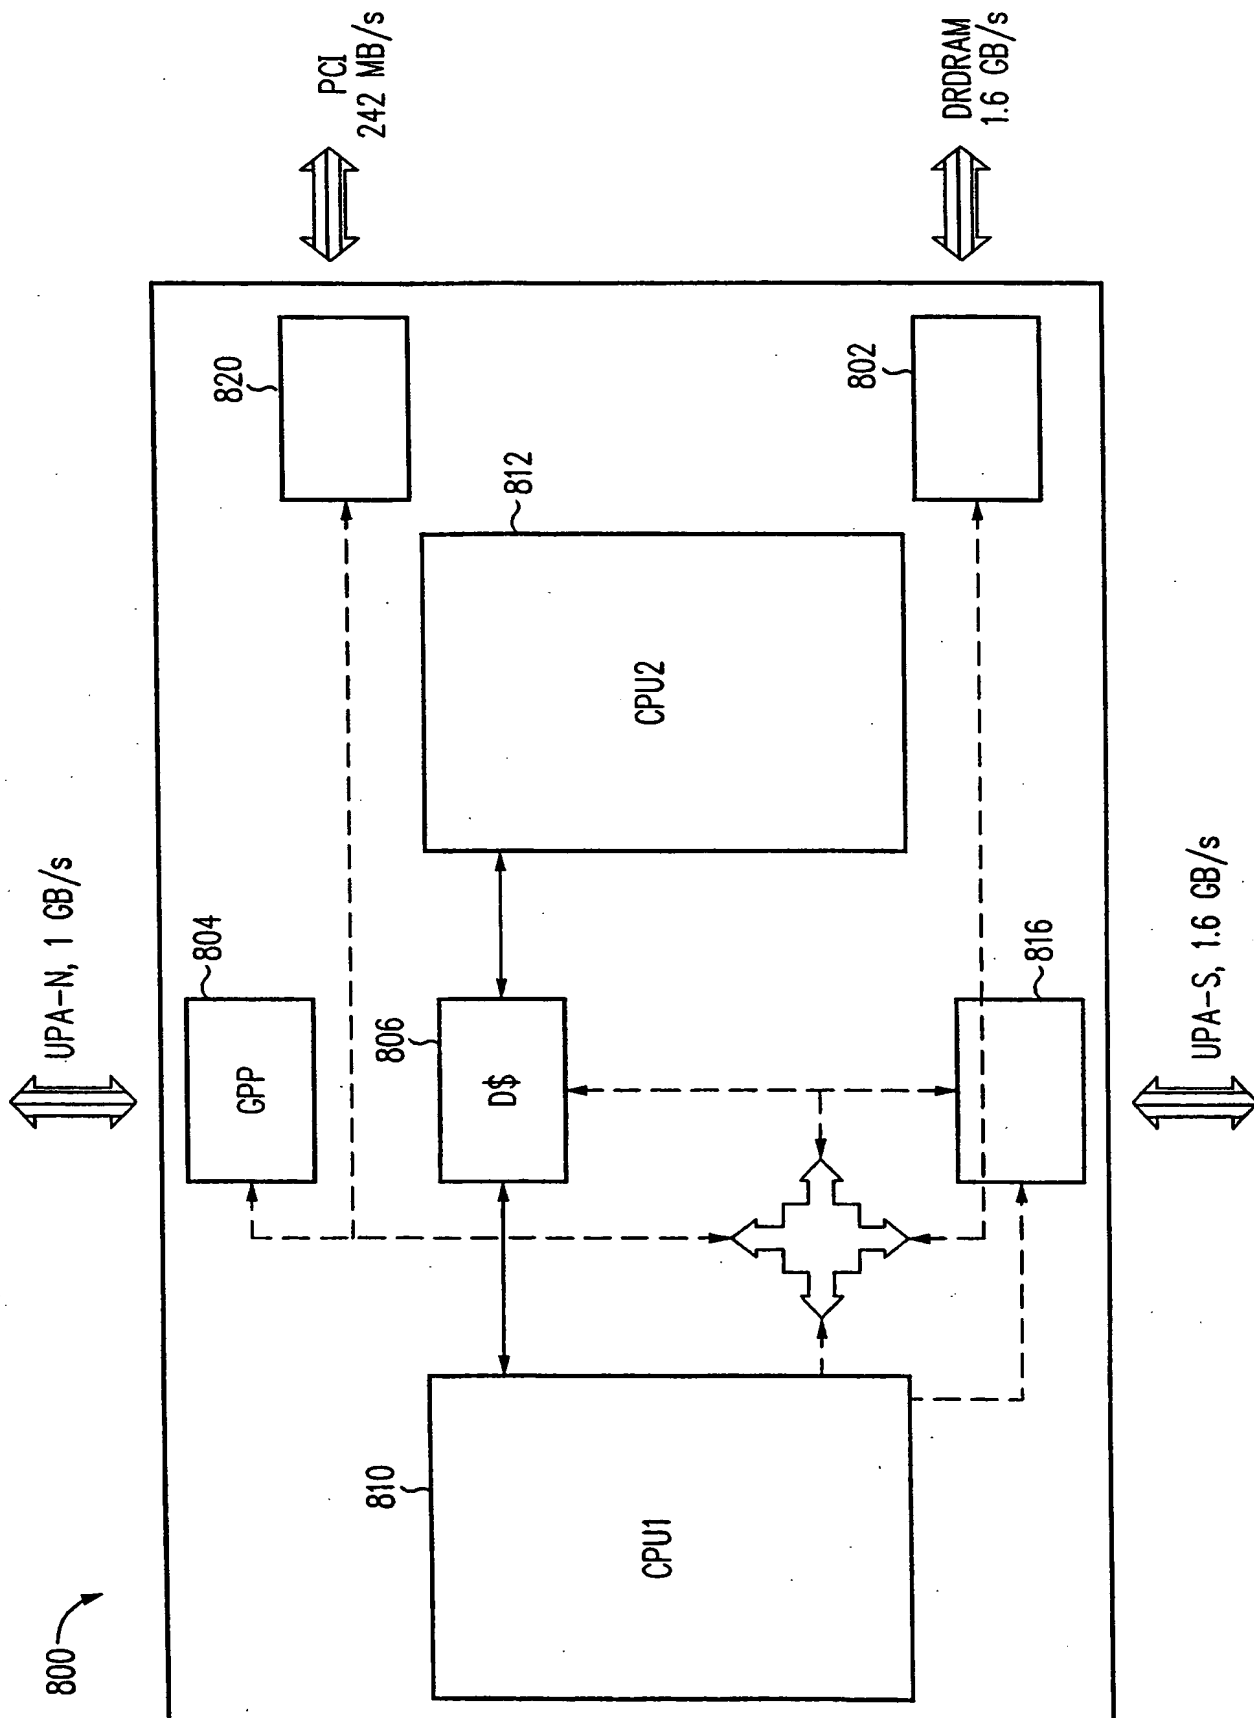 800
UPA-N, 1 GB/s
804
GPP
820
PCI
242 MB/s
806
D$
812
CPU2
810
CPU1
802
DRDRAM
1.6 GB/s
816
UPA-S, 1.6 GB/s